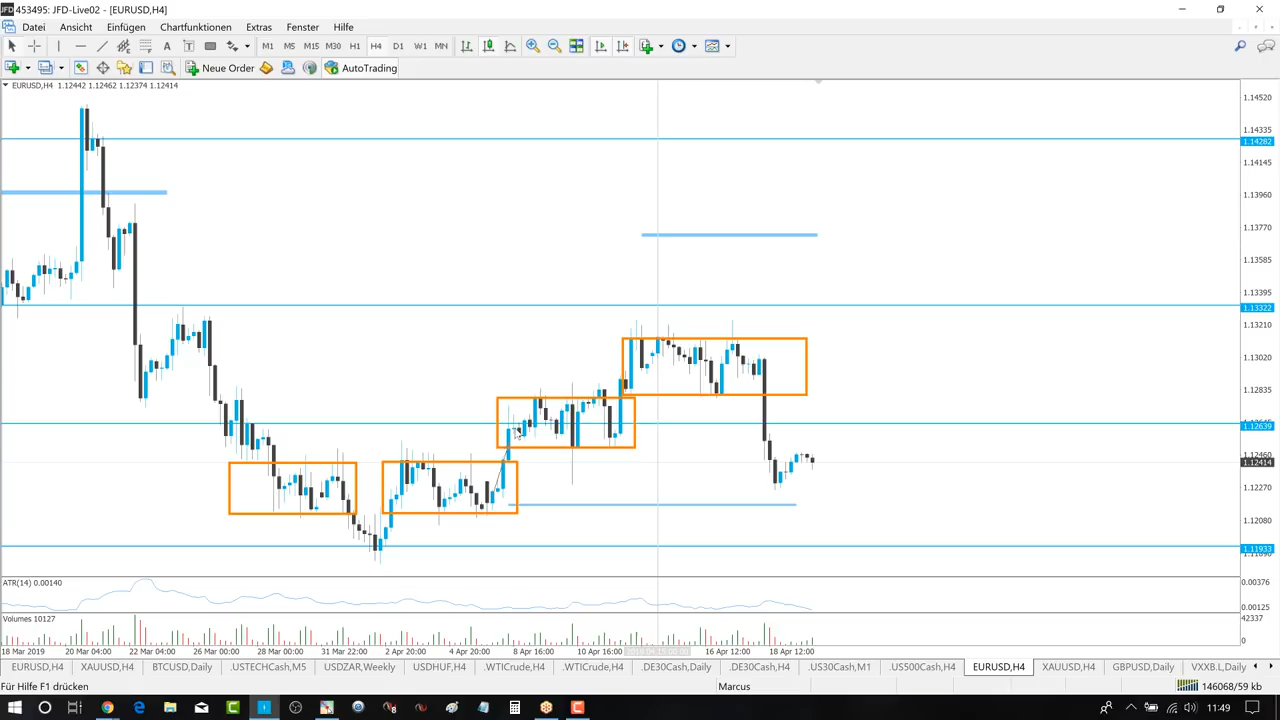 453495: JFD-Live02 - [EURUSD,H4]
Datei Ansicht Einfügen Chartfunktionen Extras Fenster Hilfe
A T M1 M5 M15 M30 H1 H4 D1 W1 MN
New Order AutoTrading
EURUSD,H4 1.12442 1.12462 1.12374 1.12414
1.14520
1.14335
1.14282
1.14145
1.13960
1.13770
1.13585
1.13395
1.13322
1.13210
1.13020
1.12835
1.12639
1.12460
1.12414
1.12270
1.12080
1.11933
ATR(14) 0.00140
0.00376
0.00125
Volumes 10127
42337
0
18 Mar 2019 20 Mar 04:00 22 Mar 04:00 26 Mar 00:00 28 Mar 00:00 31 Mar 22:00 2 Apr 20:00 4 Apr 20:00 8 Apr 16:00 10 Apr 16:00 16 Apr 12:00 18 Apr 12:00
EURUSD,H4 XAUUSD,H4 BTCUSD,Daily .USTECHCash,M5 USDZAR,Weekly USDHUF,H4 .WTICrude,H4 .WTICrude,H4 .DE30Cash,Daily .DE30Cash,H4 .US30Cash,M1 .US500Cash,H4 EURUSD,H4 XAUUSD,H4 GBPUSD,Daily VXXB.L,Daily
Für Hilfe F1 drücken Marcus 146068/59 kb
11:49